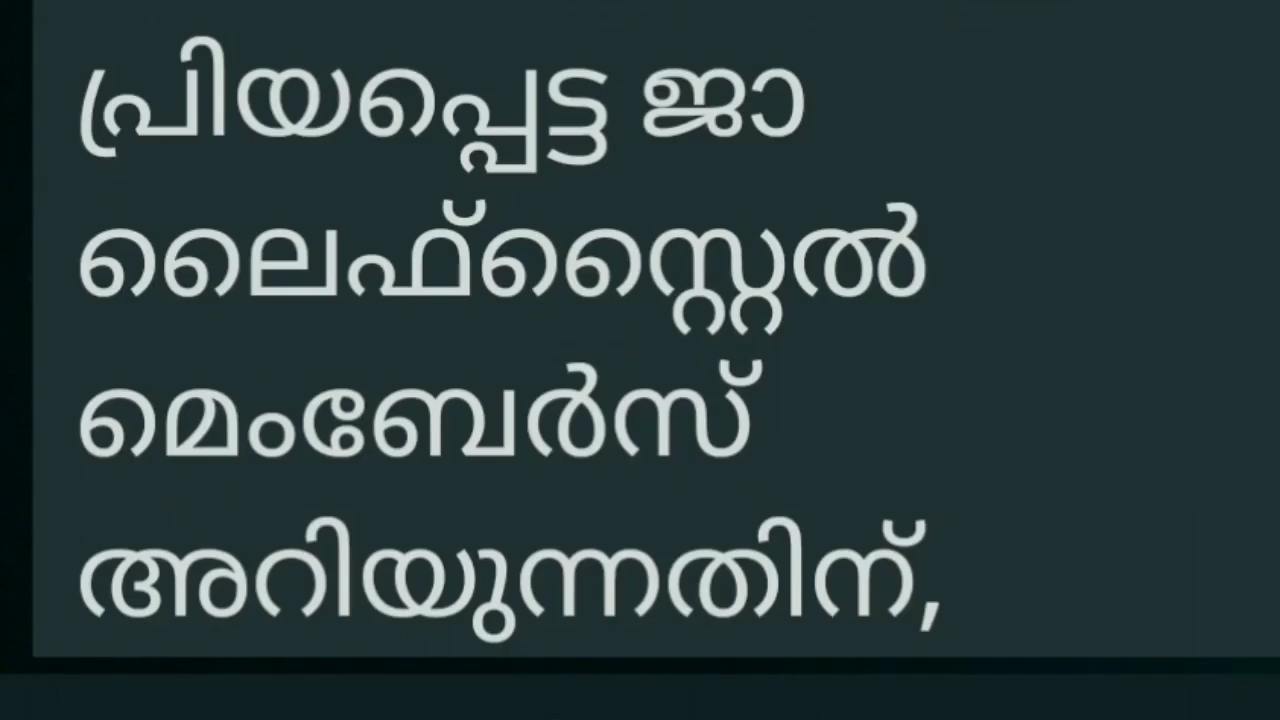 പ്രിയപ്പെട്ട ജാ
ലൈഫ്സ്റ്റൈൽ
മെംബേർസ്
അറിയുന്നതിന്,